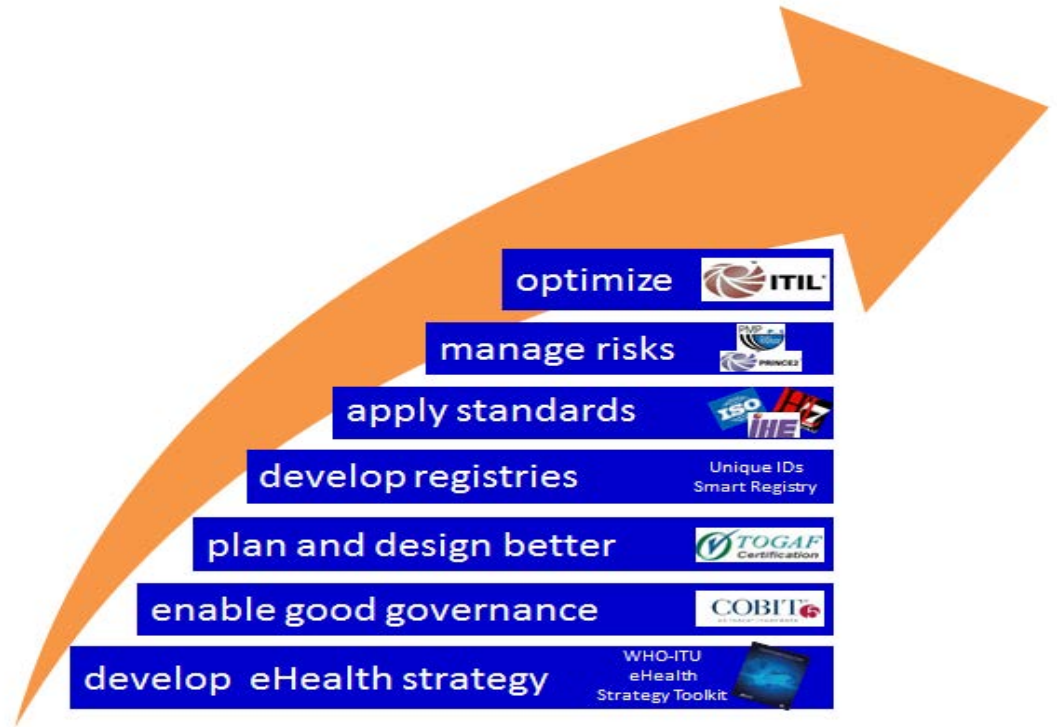 optimize
ITIL
manage risks
PMP
PRINCE2
apply standards
ISO
IHE
develop registries
Unique IDs
Smart Registry
plan and design better
TOGAF
Certification
enable good governance
COBIT 5
develop eHealth strategy
WHO-ITU
eHealth
Strategy Toolkit